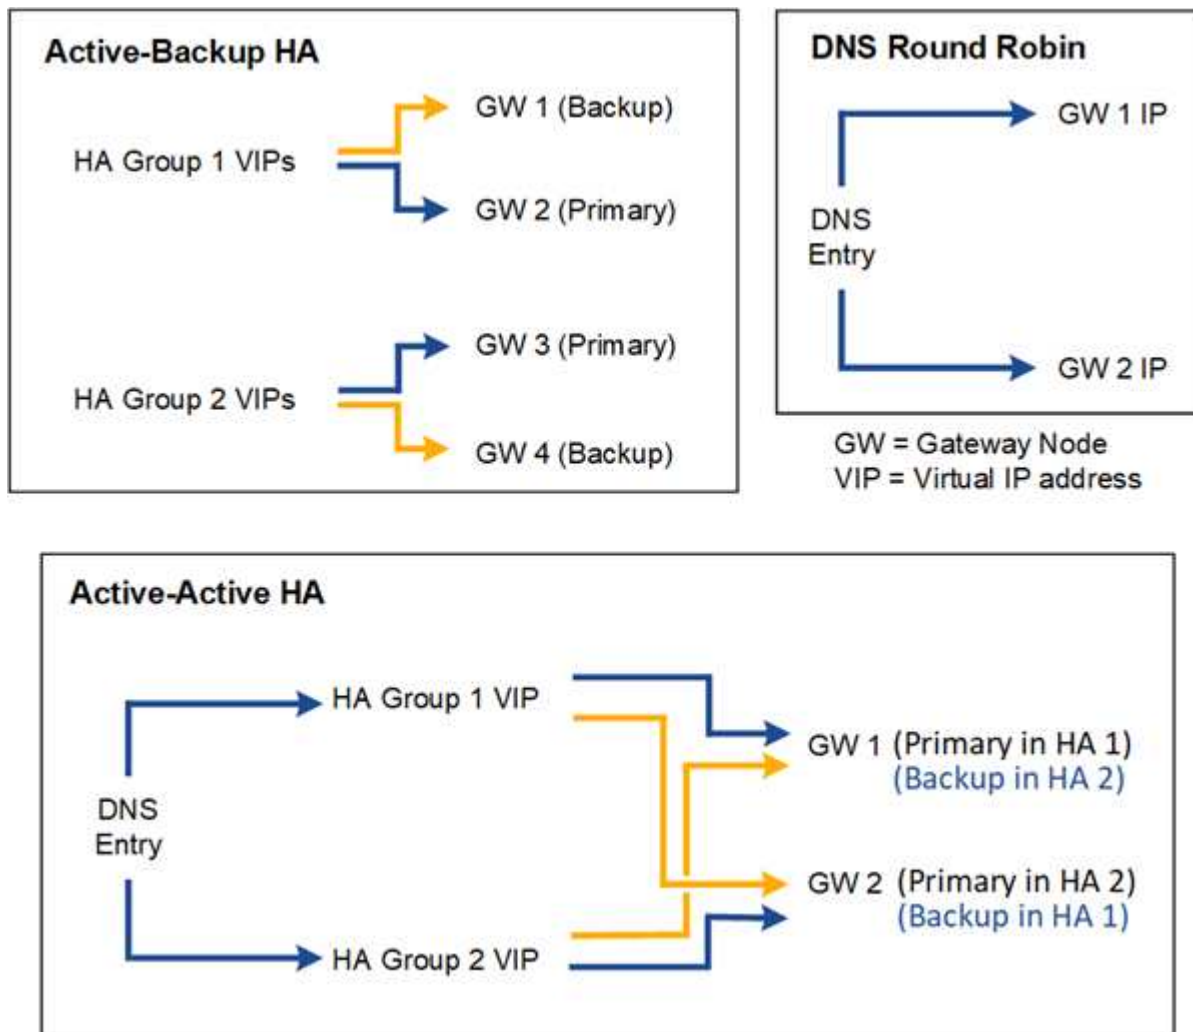 Active-Backup HA
HA Group 1 VIPs
GW 1 (Backup)
GW 2 (Primary)
HA Group 2 VIPs
GW 3 (Primary)
GW 4 (Backup)
DNS Round Robin
DNS
Entry
GW 1 IP
GW 2 IP
GW = Gateway Node
VIP = Virtual IP address
Active-Active HA
DNS
Entry
HA Group 1 VIP
HA Group 2 VIP
GW 1 (Primary in HA 1)
(Backup in HA 2)
GW 2 (Primary in HA 2)
(Backup in HA 1)